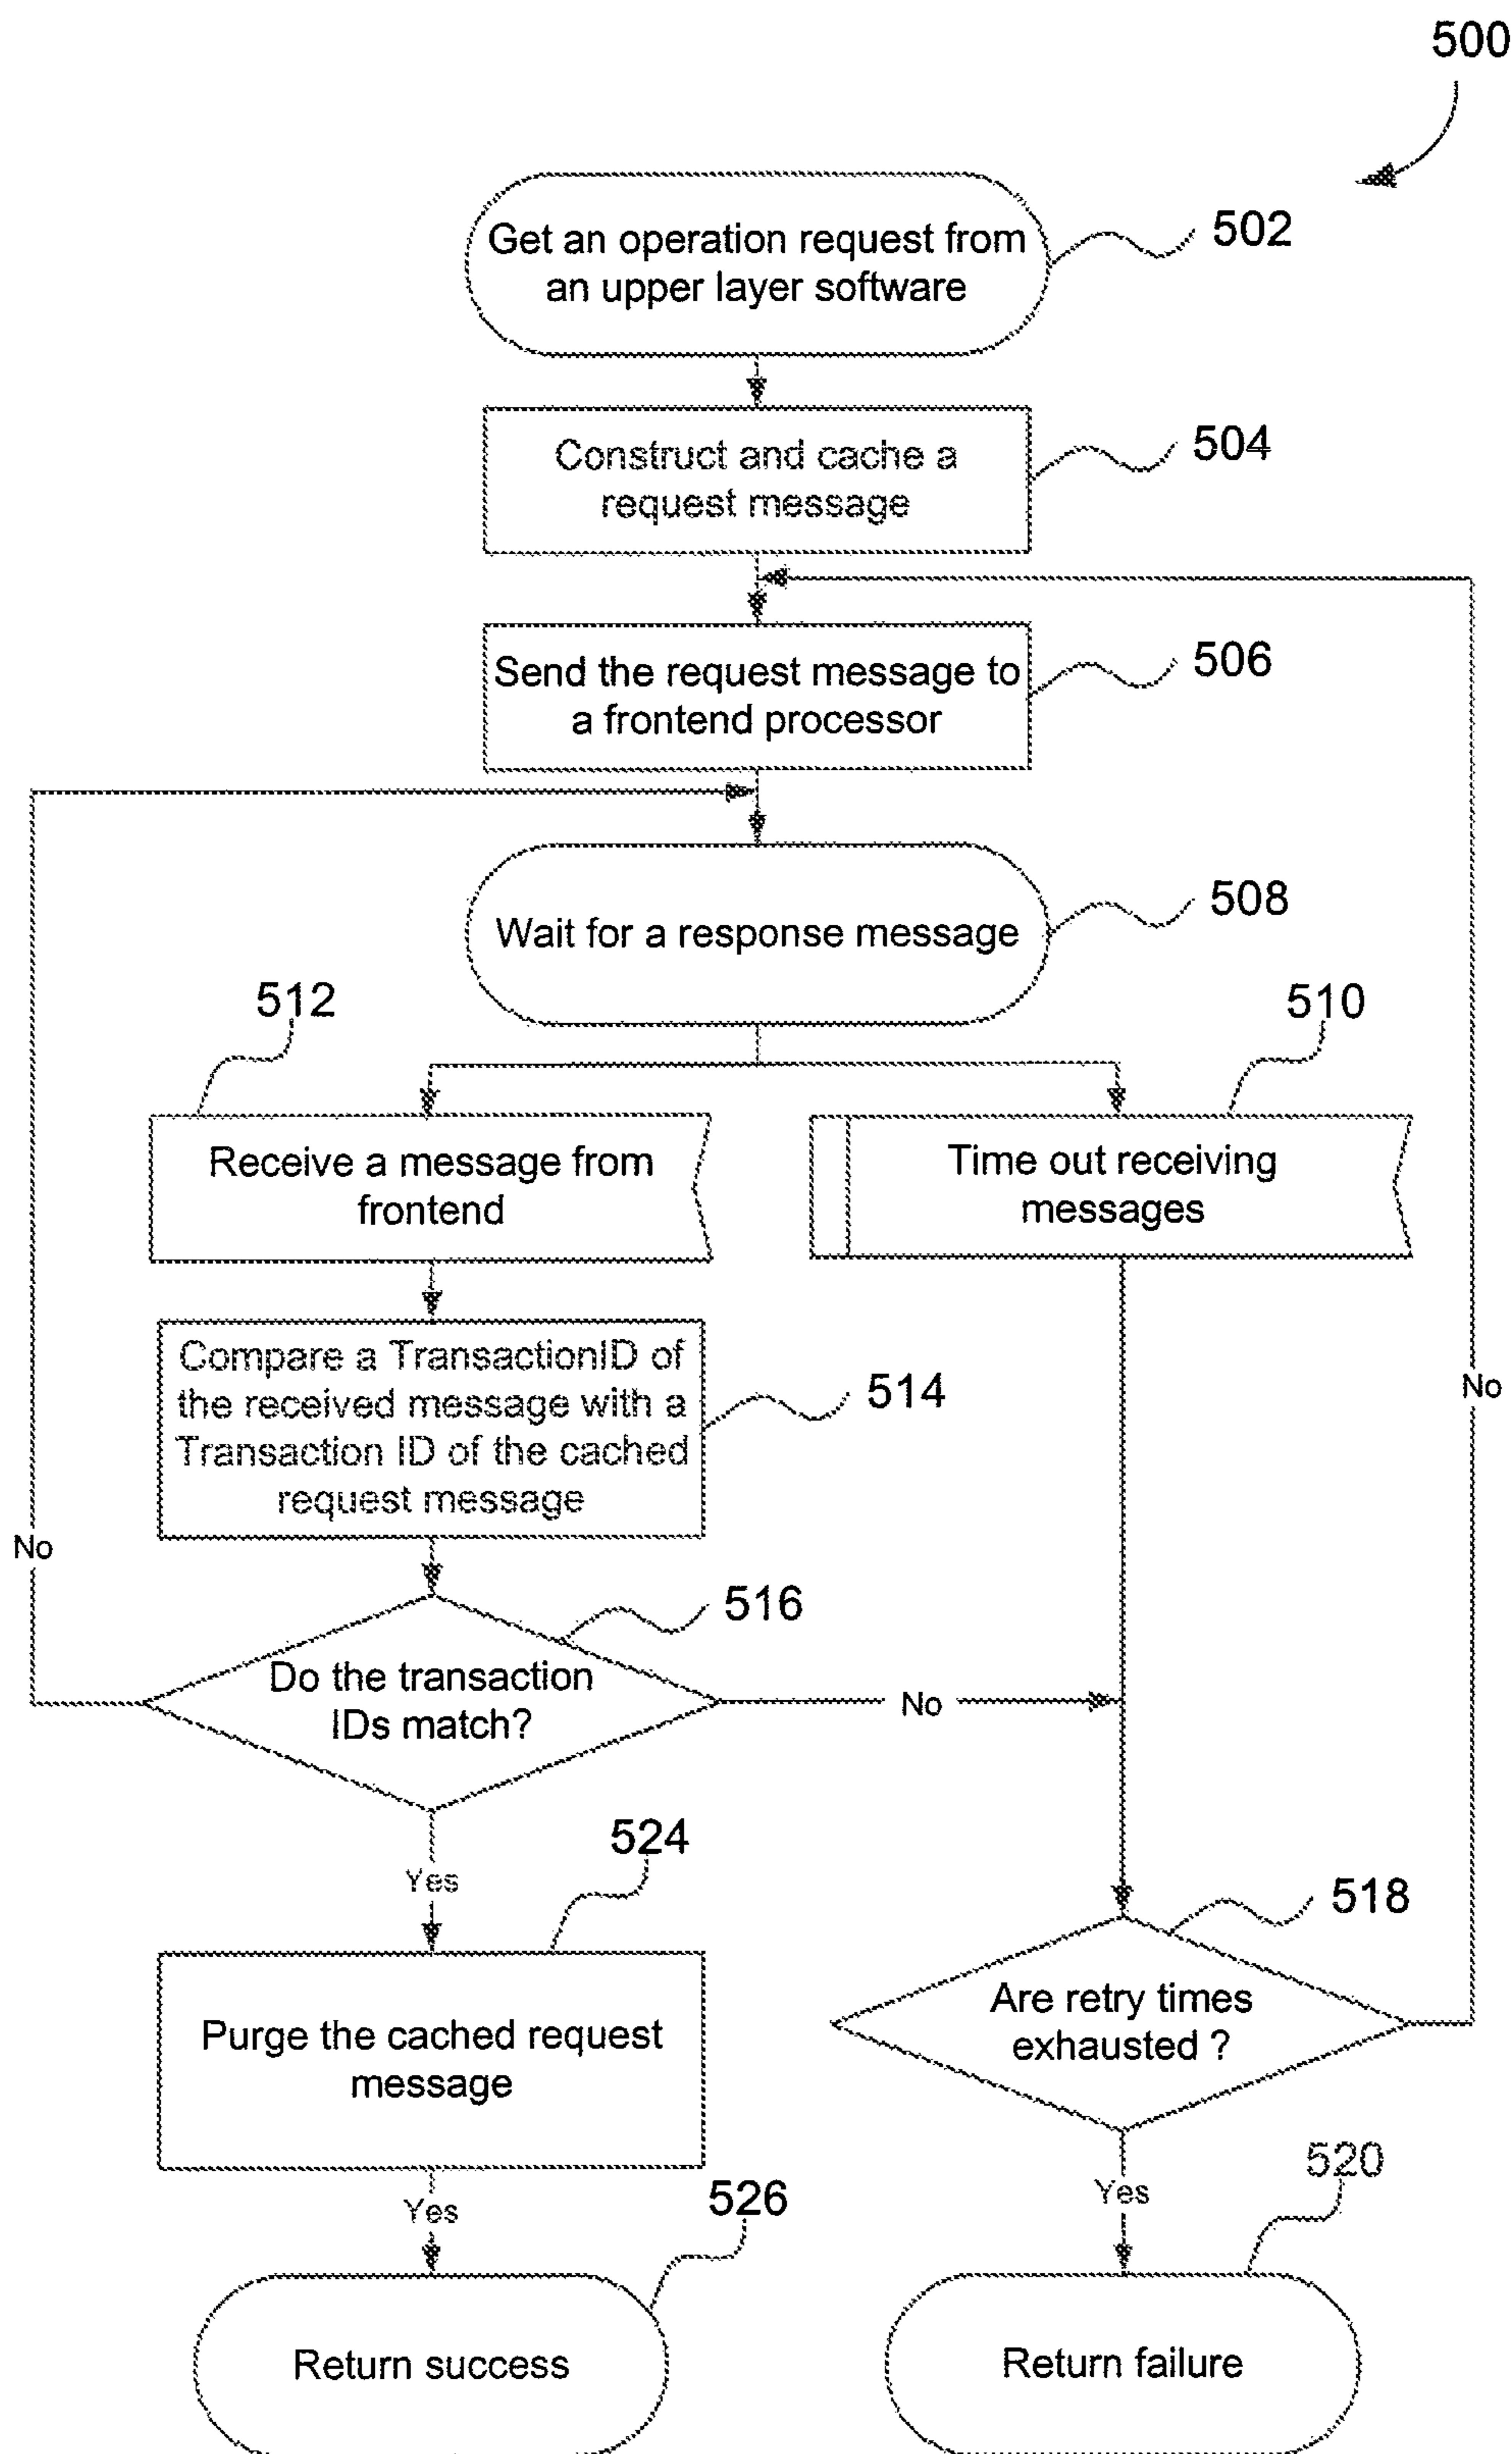 500
Get an operation request from
an upper layer software
502
Construct and cache a
request message
504
Send the request message to
a frontend processor
506
Wait for a response message
508
512
510
Receive a message from
frontend
Time out receiving
messages
Compare a TransactionID of
the received message with a
Transaction ID of the cached
request message
514
No
No
516
Do the transaction
IDs match?
No
Yes
524
518
Purge the cached request
message
Are retry times
exhausted ?
Yes
526
Yes
520
Return success
Return failure